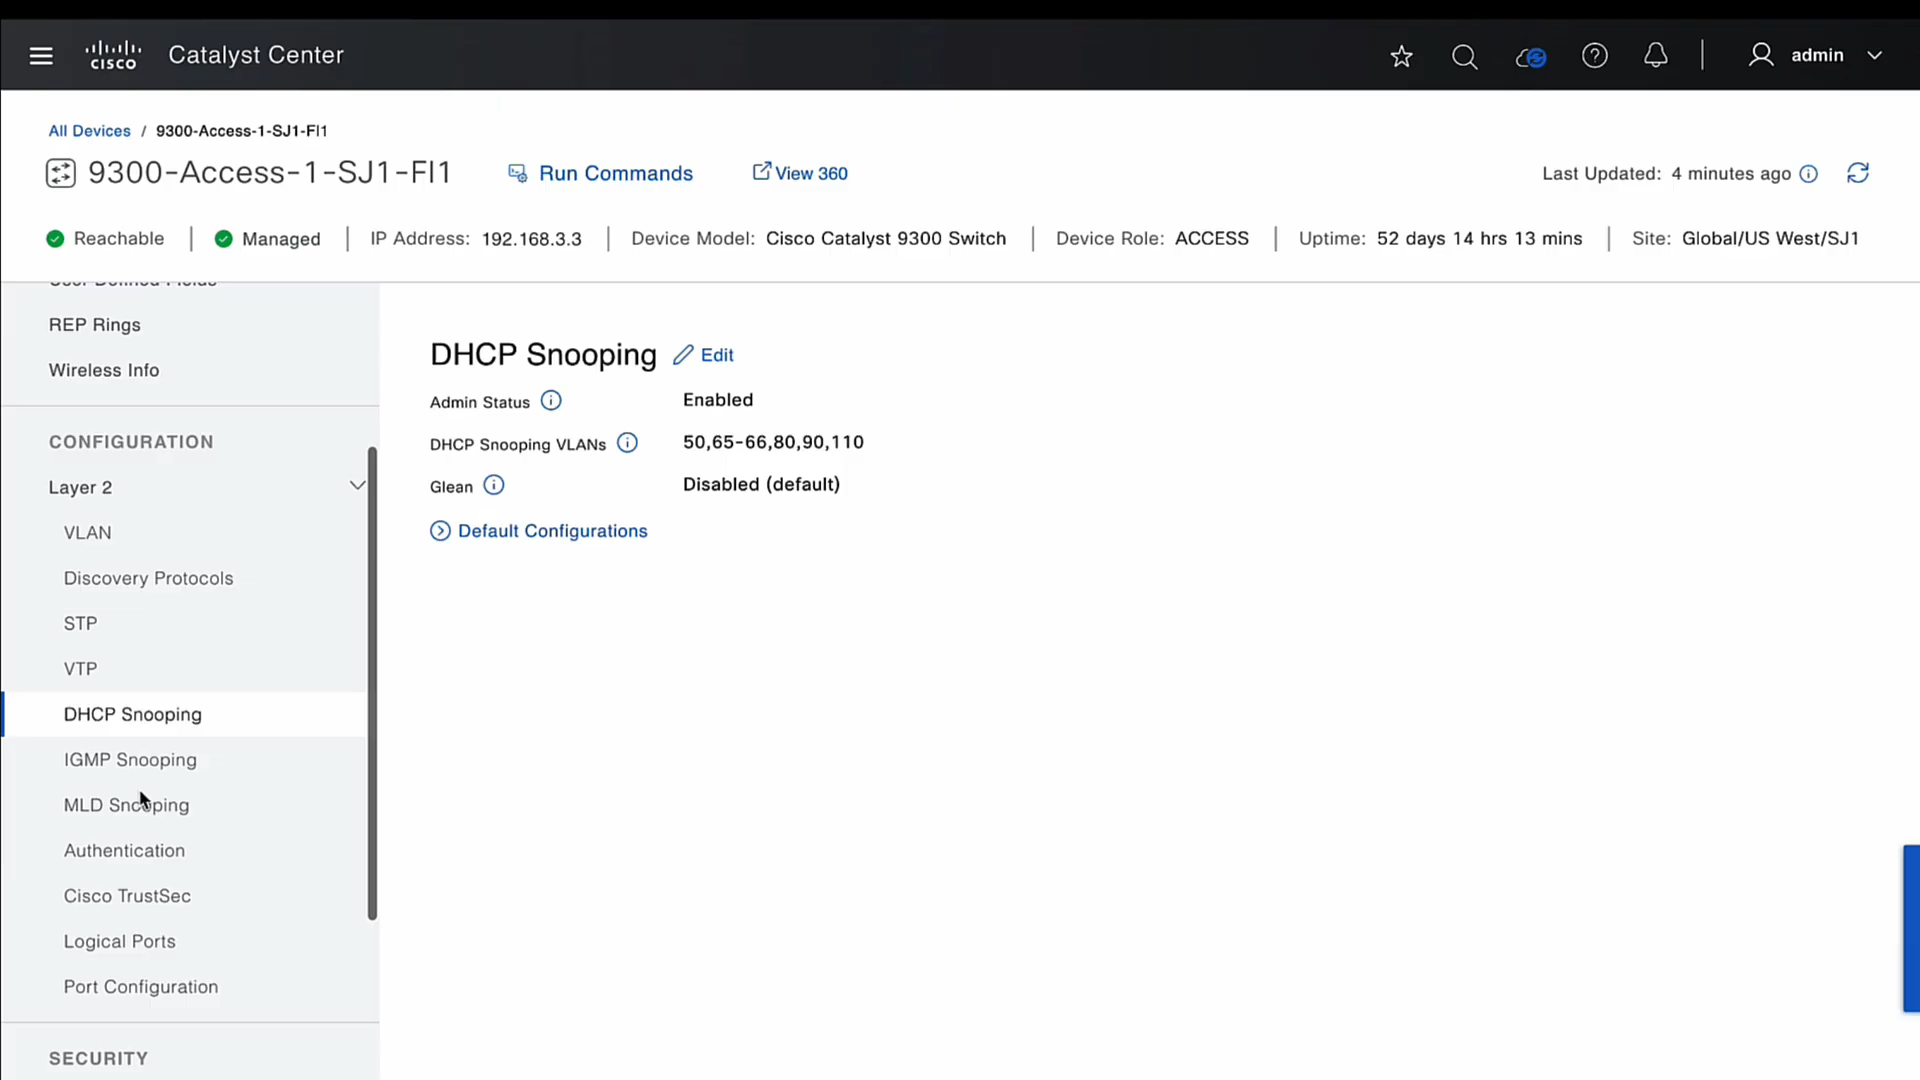 cisco Catalyst Center admin
All Devices / 9300-Access-1-SJ1-Fl1
9300-Access-1-SJ1-Fl1 Run Commands View 360 Last Updated: 4 minutes ago
Reachable | Managed | IP Address: 192.168.3.3 | Device Model: Cisco Catalyst 9300 Switch | Device Role: ACCESS | Uptime: 52 days 14 hrs 13 mins | Site: Global/US West/SJ1
User Defined Fields
REP Rings
Wireless Info
CONFIGURATION
Layer 2
VLAN
Discovery Protocols
STP
VTP
DHCP Snooping
IGMP Snooping
MLD Snooping
Authentication
Cisco TrustSec
Logical Ports
Port Configuration
SECURITY
DHCP Snooping Edit
Admin Status Enabled
DHCP Snooping VLANs 50,65-66,80,90,110
Glean Disabled (default)
Default Configurations